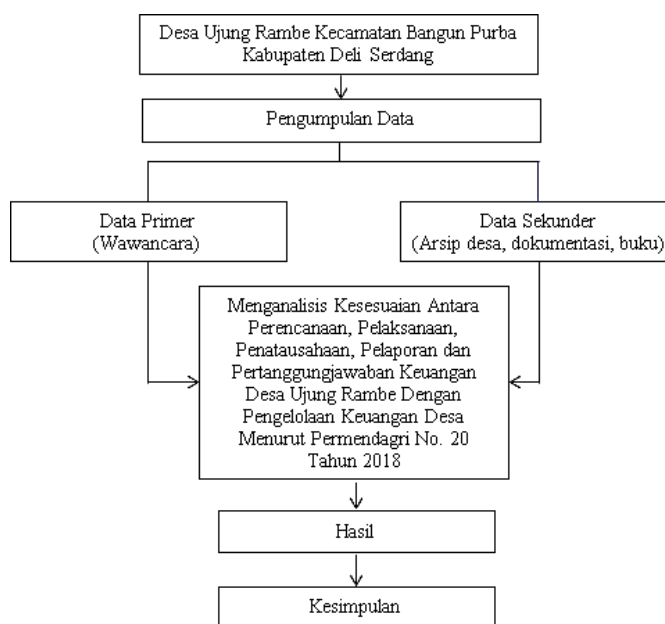 Desa Ujung Rambe Kecamatan Bangun Purba
Kabupaten Deli Serdang
Pengumpulan Data
Data Primer
(Wawancara)
Data Sekunder
(Arsip desa, dokumentasi, buku)
Menganalisis Kesesuaian Antara
Perencanaan, Pelaksanaan,
Penatausahaan, Pelaporan dan
Pertanggungjawaban Keuangan
Desa Ujung Rambe Dengan
Pengelolaan Keuangan Desa
Menurut Permendagri No. 20
Tahun 2018
Hasil
Kesimpulan